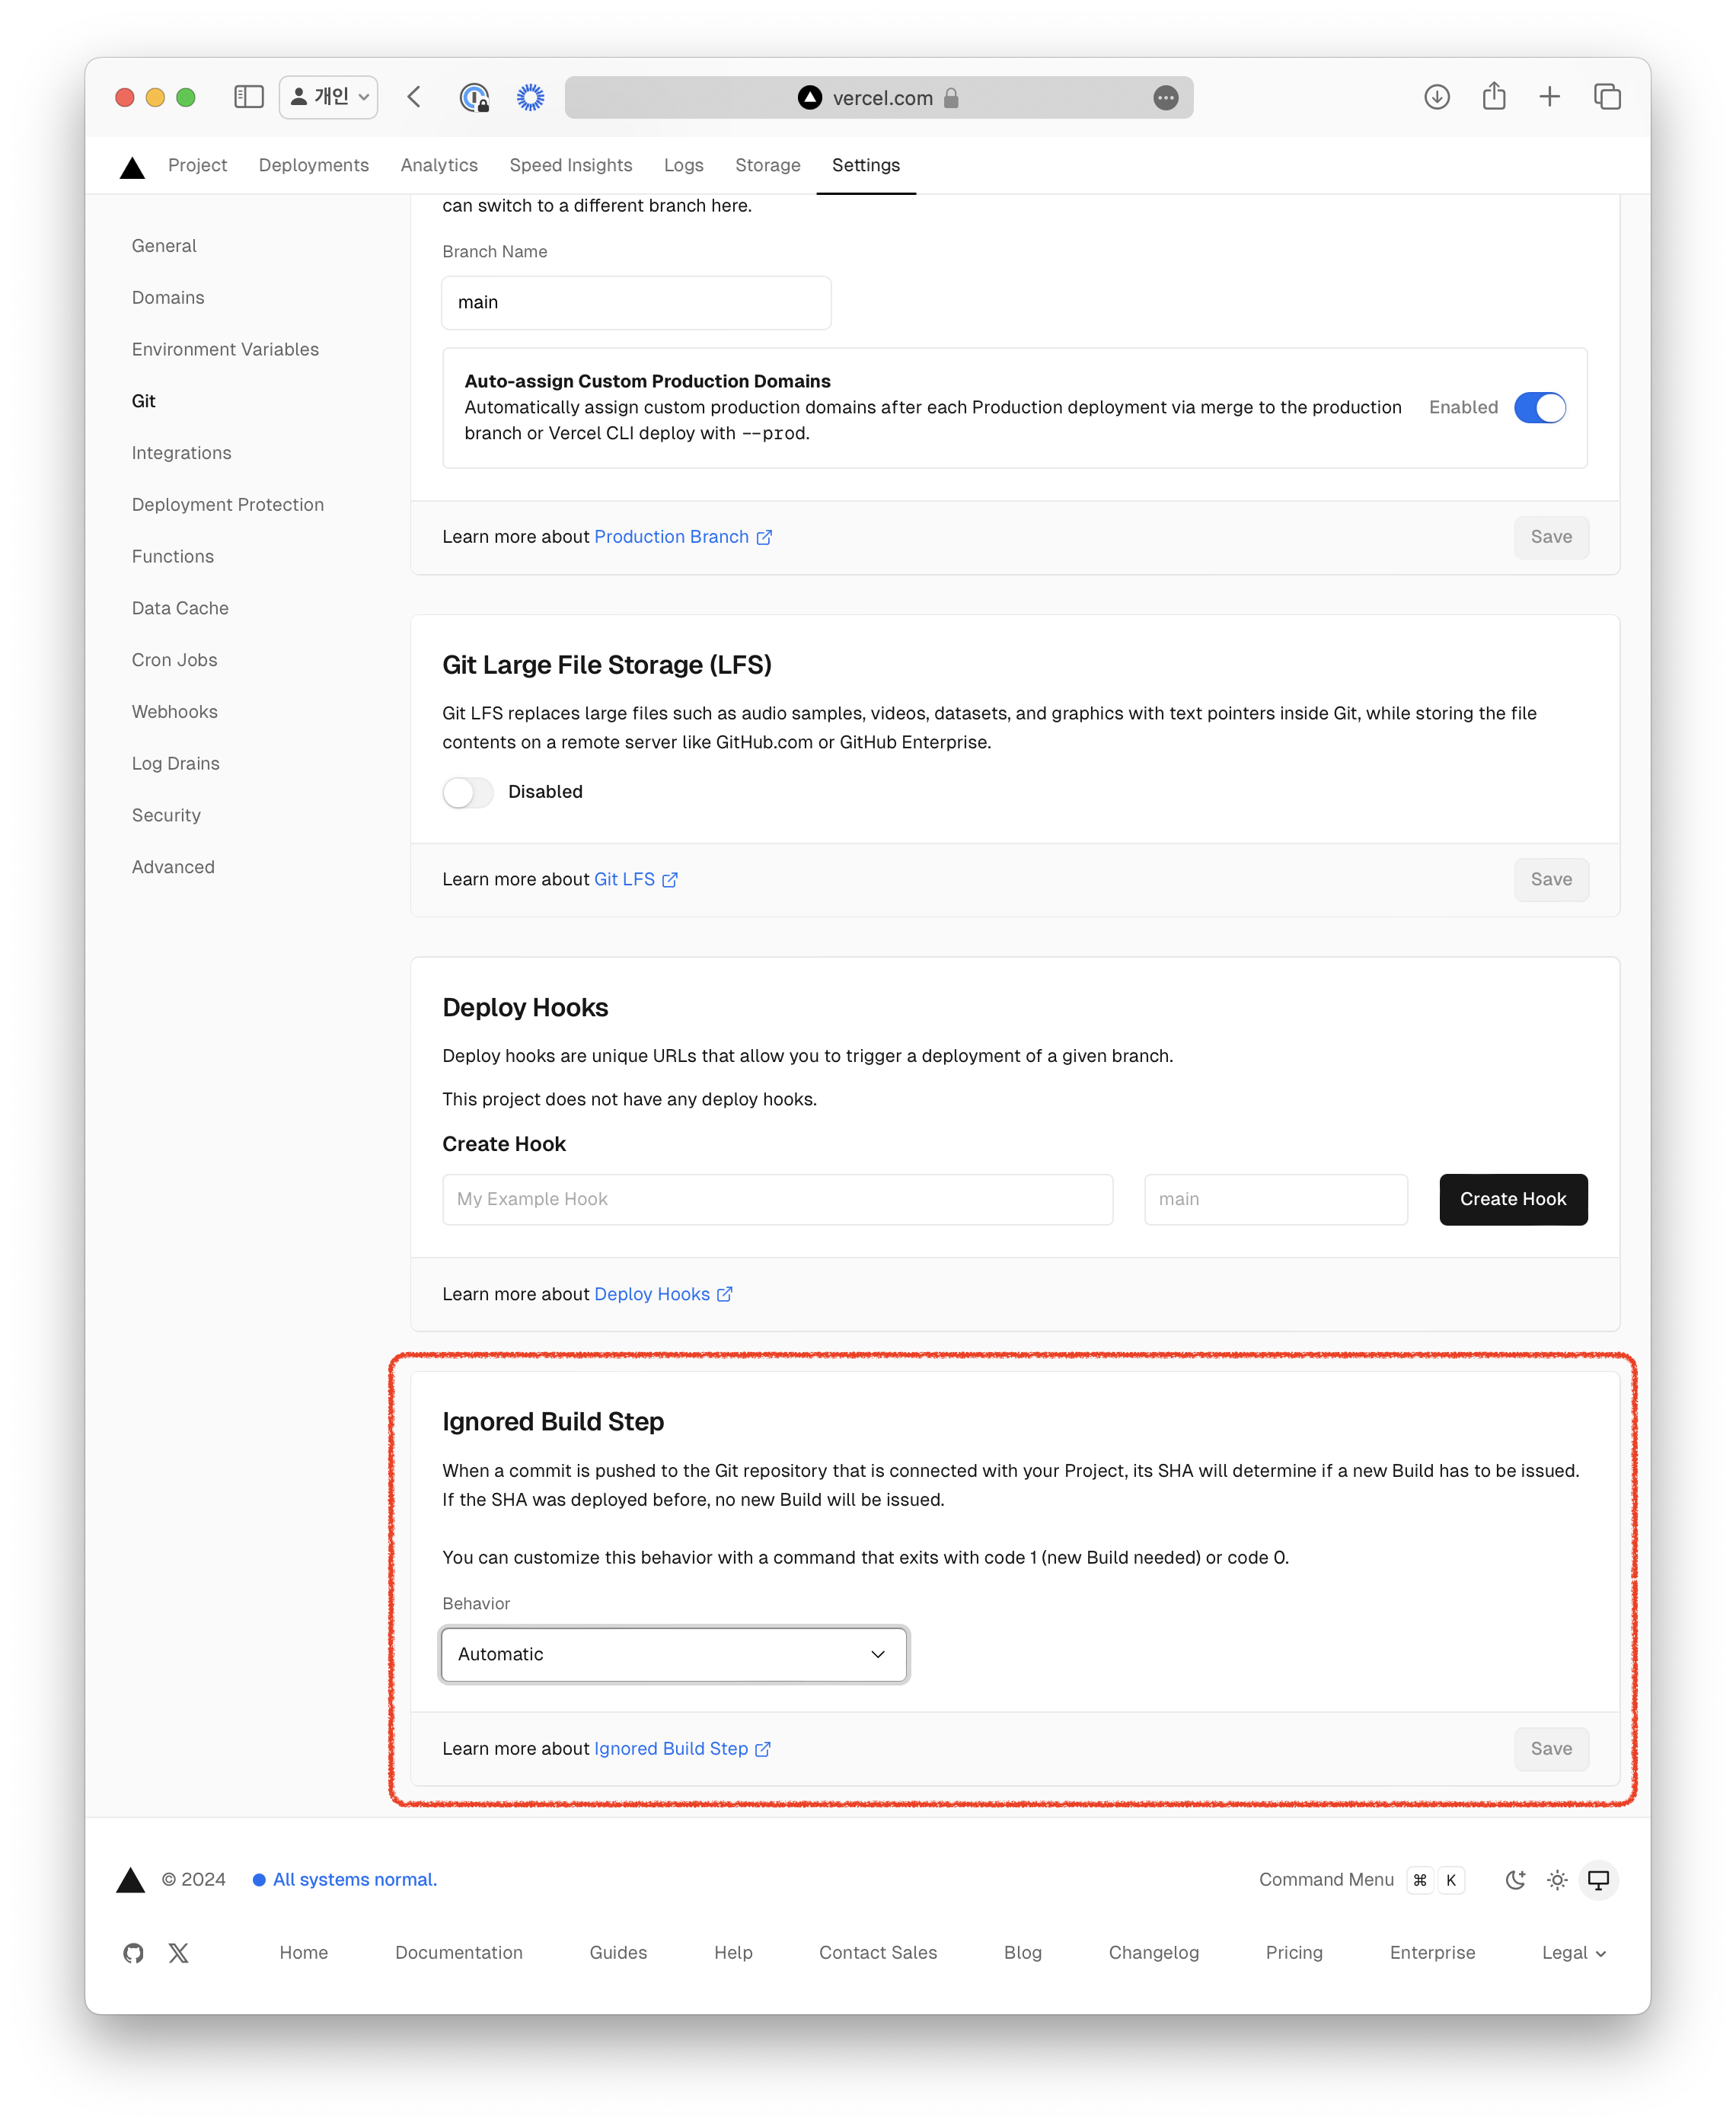 개인
vercel.com
Project Deployments Analytics Speed Insights Logs Storage Settings
General
Domains
Environment Variables
Git
Integrations
Deployment Protection
Functions
Data Cache
Cron Jobs
Webhooks
Log Drains
Security
Advanced
can switch to a different branch here.
Branch Name
main
Auto-assign Custom Production Domains
Automatically assign custom production domains after each Production deployment via merge to the production
branch or Vercel CLI deploy with --prod.
Enabled
Learn more about Production Branch
Save
Git Large File Storage (LFS)
Git LFS replaces large files such as audio samples, videos, datasets, and graphics with text pointers inside Git, while storing the file
contents on a remote server like GitHub.com or GitHub Enterprise.
Disabled
Learn more about Git LFS
Save
Deploy Hooks
Deploy hooks are unique URLs that allow you to trigger a deployment of a given branch.
This project does not have any deploy hooks.
Create Hook
My Example Hook
main
Create Hook
Learn more about Deploy Hooks
Ignored Build Step
When a commit is pushed to the Git repository that is connected with your Project, its SHA will determine if a new Build has to be issued.
If the SHA was deployed before, no new Build will be issued.
You can customize this behavior with a command that exits with code 1 (new Build needed) or code 0.
Behavior
Automatic
Learn more about Ignored Build Step
Save
© 2024
All systems normal.
Command Menu ⌘ K
Home Documentation Guides Help Contact Sales Blog Changelog Pricing Enterprise Legal